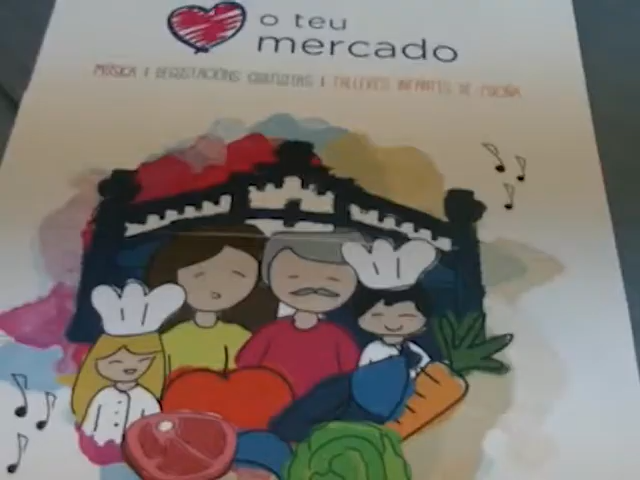 o teu
mercado
MÚSICA | DEGUSTACIÓNS GRATUÍTAS | TALLERES INFANTÍS DE COCIÑA